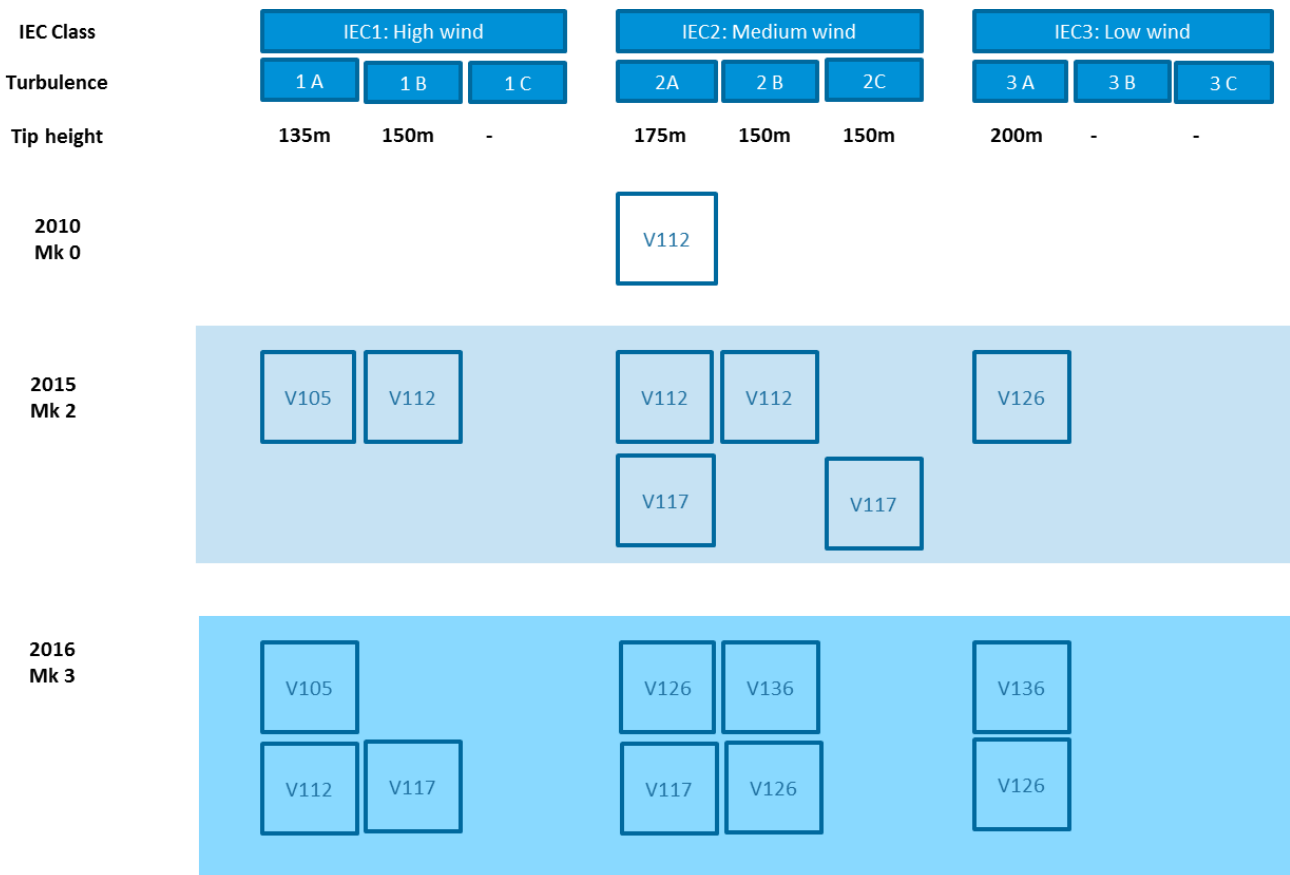 IEC Class IEC1: High wind IEC2: Medium wind IEC3: Low wind
Turbulence 1 A 1 B 1 C 2A 2 B 2C 3 A 3 B 3 C
Tip height 135m 150m - 175m 150m 150m 200m - -
2010
Mk 0
V112
2015
Mk 2
V105 V112 V112 V112 V126
V117 V117
2016
Mk 3
V105 V126 V136 V136
V112 V117 V117 V126 V126